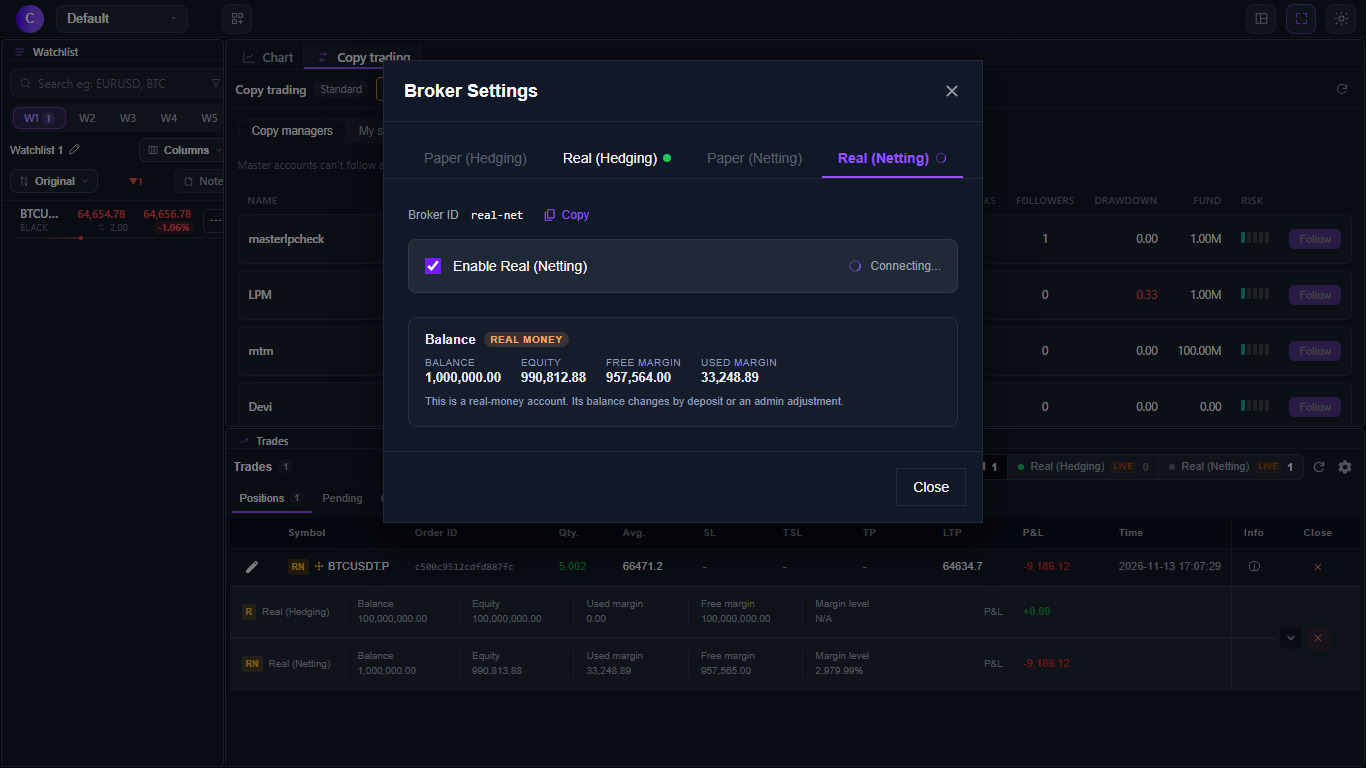 C Default
Watchlist
Search eg: EURUSD, BTC
W1 1 W2 W3 W4 W5
Watchlist 1 Columns
Original ▼1 Note
BTCU... 64,654.78 64,656.78 ...
BLACK 2.00 -1.06%
Chart Copy trading
Copy trading Standard
Copy managers My s
Master accounts can't follow a
NAME KS FOLLOWERS DRAWDOWN FUND RISK
masterlpcheck 1 0.00 1.00M Follow
LPM 0 0.33 1.00M Follow
mtm 0 0.00 100.00M Follow
Devi 0 0.00 0.00 Follow
Broker Settings
Paper (Hedging) Real (Hedging) Paper (Netting) Real (Netting)
Broker ID real-net Copy
Enable Real (Netting) Connecting...
Balance REAL MONEY
BALANCE EQUITY FREE MARGIN USED MARGIN
1,000,000.00 990,812.88 957,564.00 33,248.89
This is a real-money account. Its balance changes by deposit or an admin adjustment.
Close
Trades
Trades 1 1 Real (Hedging) LIVE 0 Real (Netting) LIVE 1
Positions 1 Pending
Symbol Order ID Qty. Avg. SL TSL TP LTP P&L Time Info Close
RN BTCUSDT.P c500c9512cdfd887fc 5.002 66471.2 - - - 64634.7 -9,186.12 2026-11-13 17:07:29
R Real (Hedging) Balance Equity Used margin Free margin Margin level P&L +0.00
100,000,000.00 100,000,000.00 0.00 100,000,000.00 N/A
RN Real (Netting) Balance Equity Used margin Free margin Margin level P&L -9,186.12
1,000,000.00 990,813.88 33,248.89 957,565.00 2,979.99%